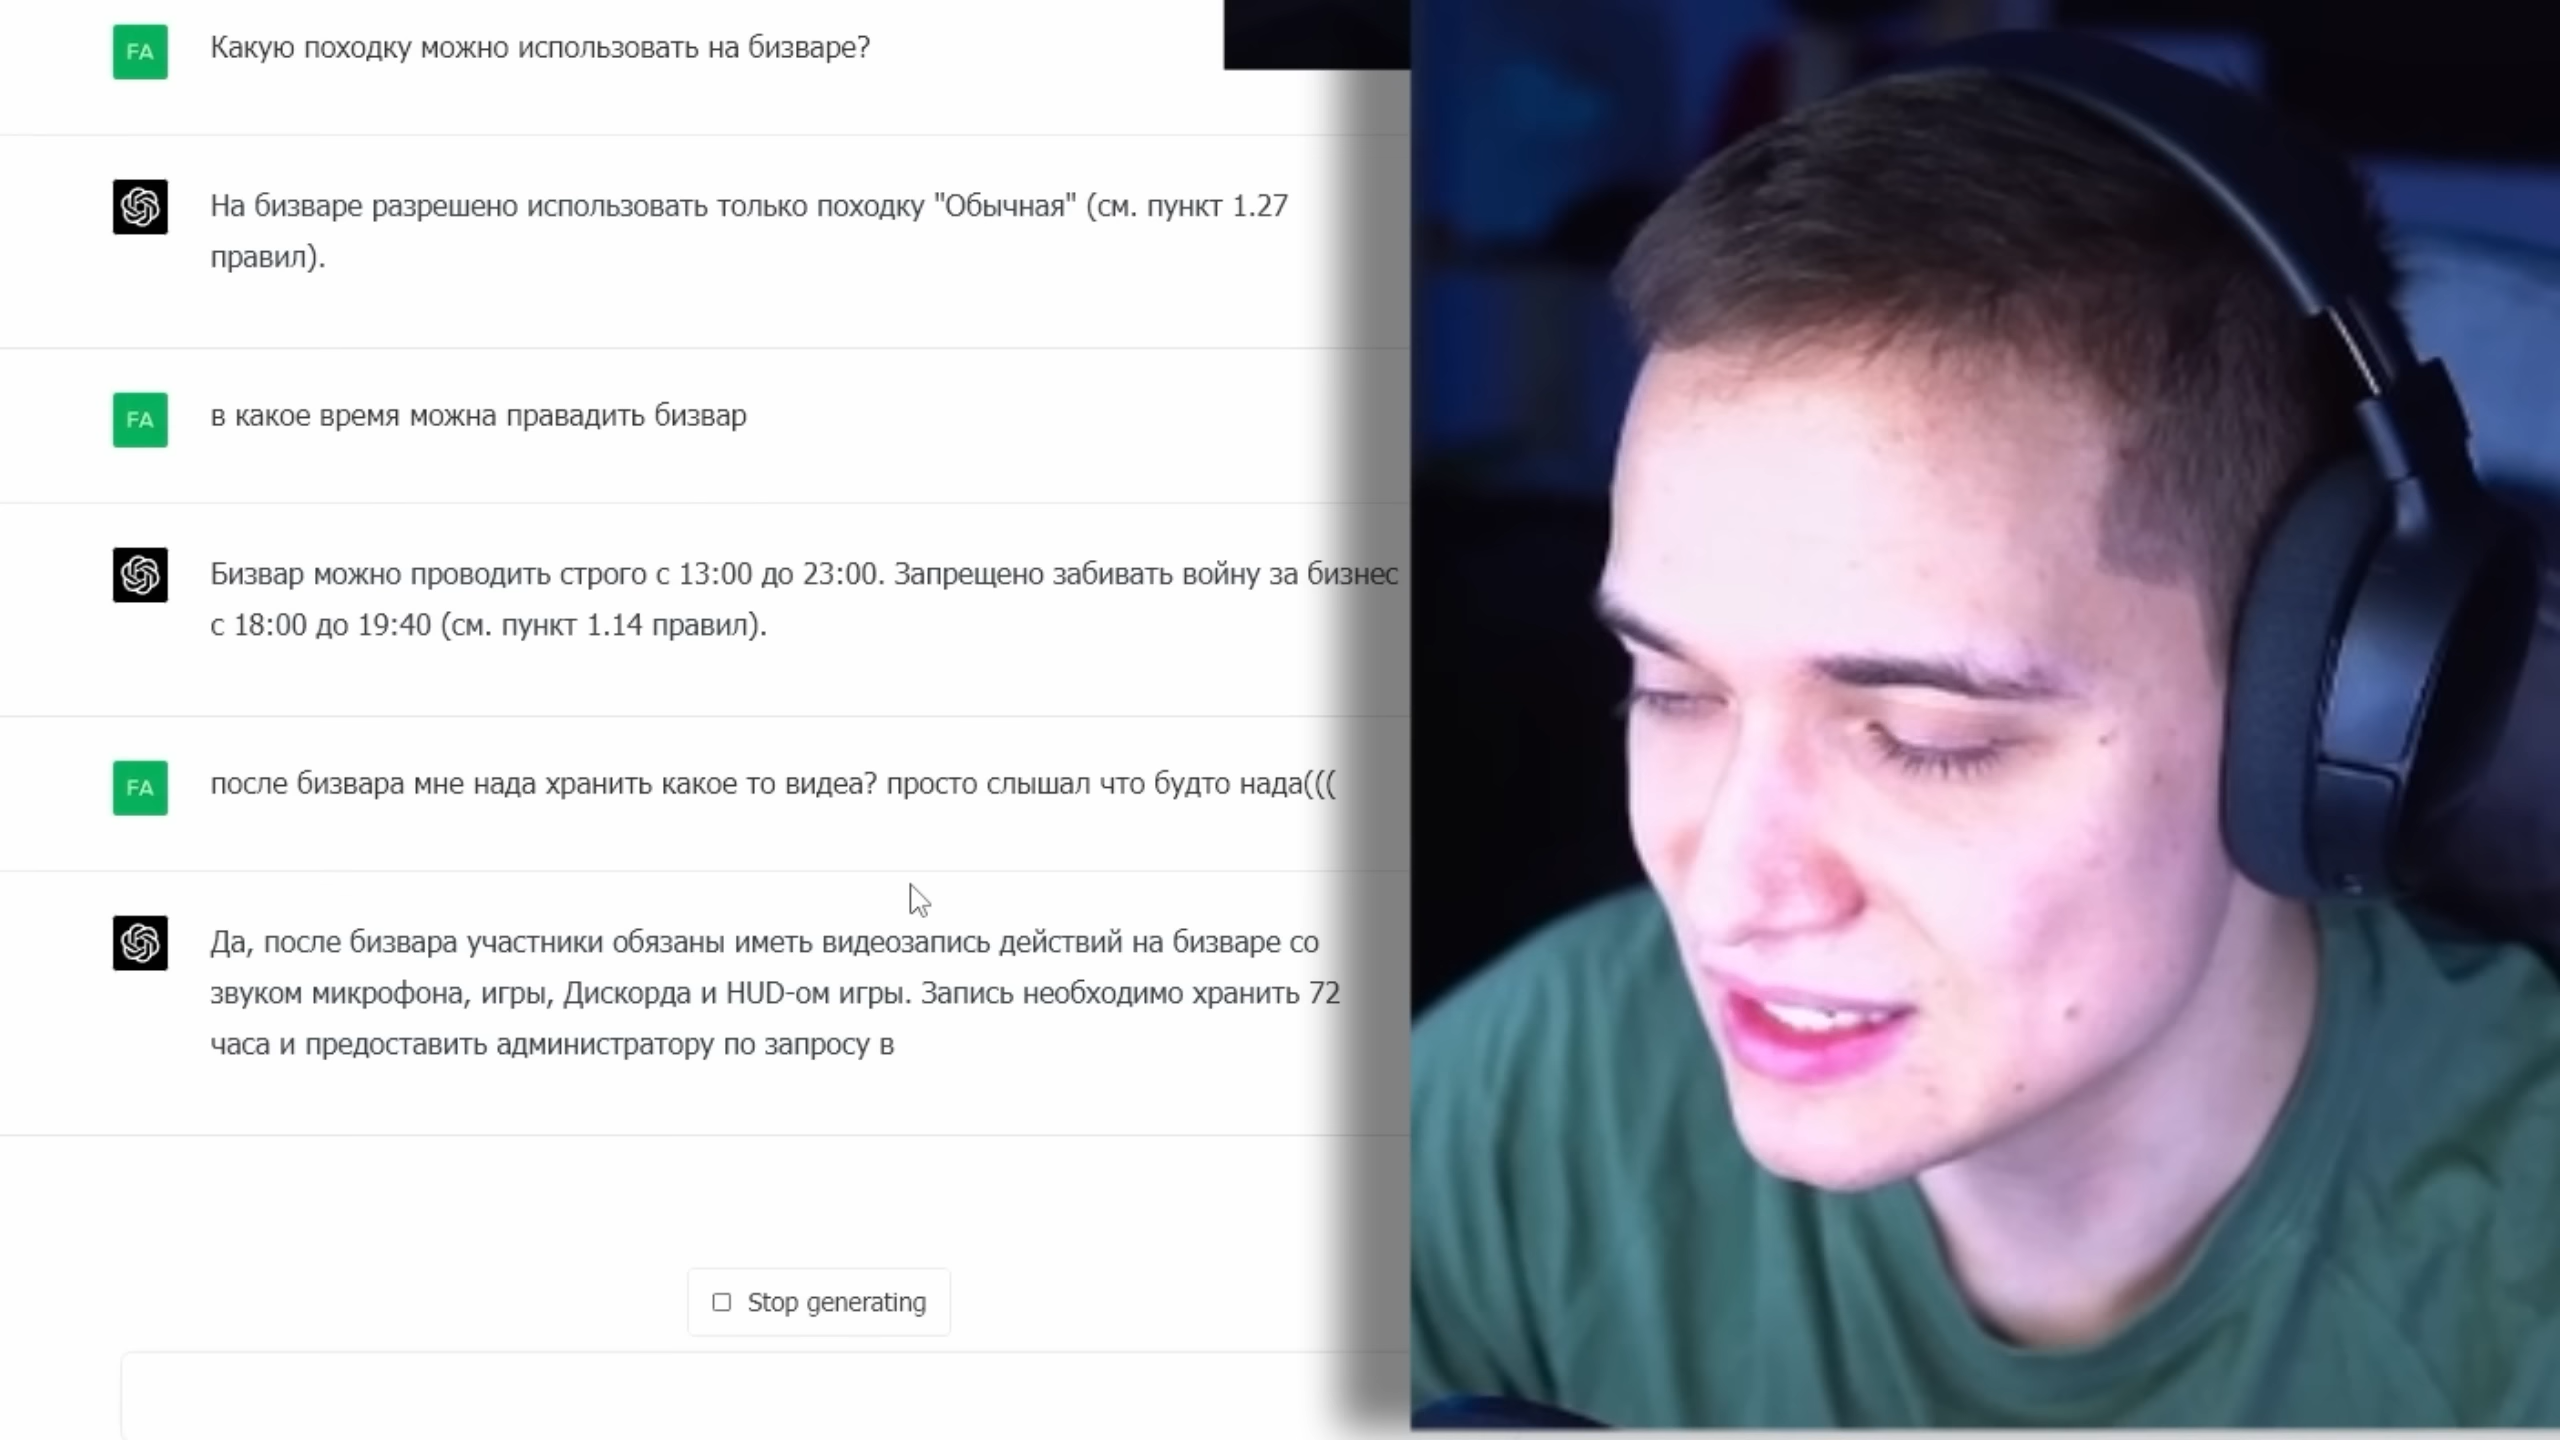 FA
Какую походку можно использовать на бизваре?
На бизваре разрешено использовать только походку "Обычная" (см. пункт 1.27
правил).
FA
в какое время можна правадить бизвар
Бизвар можно проводить строго с 13:00 до 23:00. Запрещено забивать войну за бизнес
с 18:00 до 19:40 (см. пункт 1.14 правил).
FA
после бизвара мне нада хранить какое то видеа? просто слышал что будто нада(((
Да, после бизвара участники обязаны иметь видеозапись действий на бизваре со
звуком микрофона, игры, Дискорда и HUD-ом игры. Запись необходимо хранить 72
часа и предоставить администратору по запросу в
Stop generating